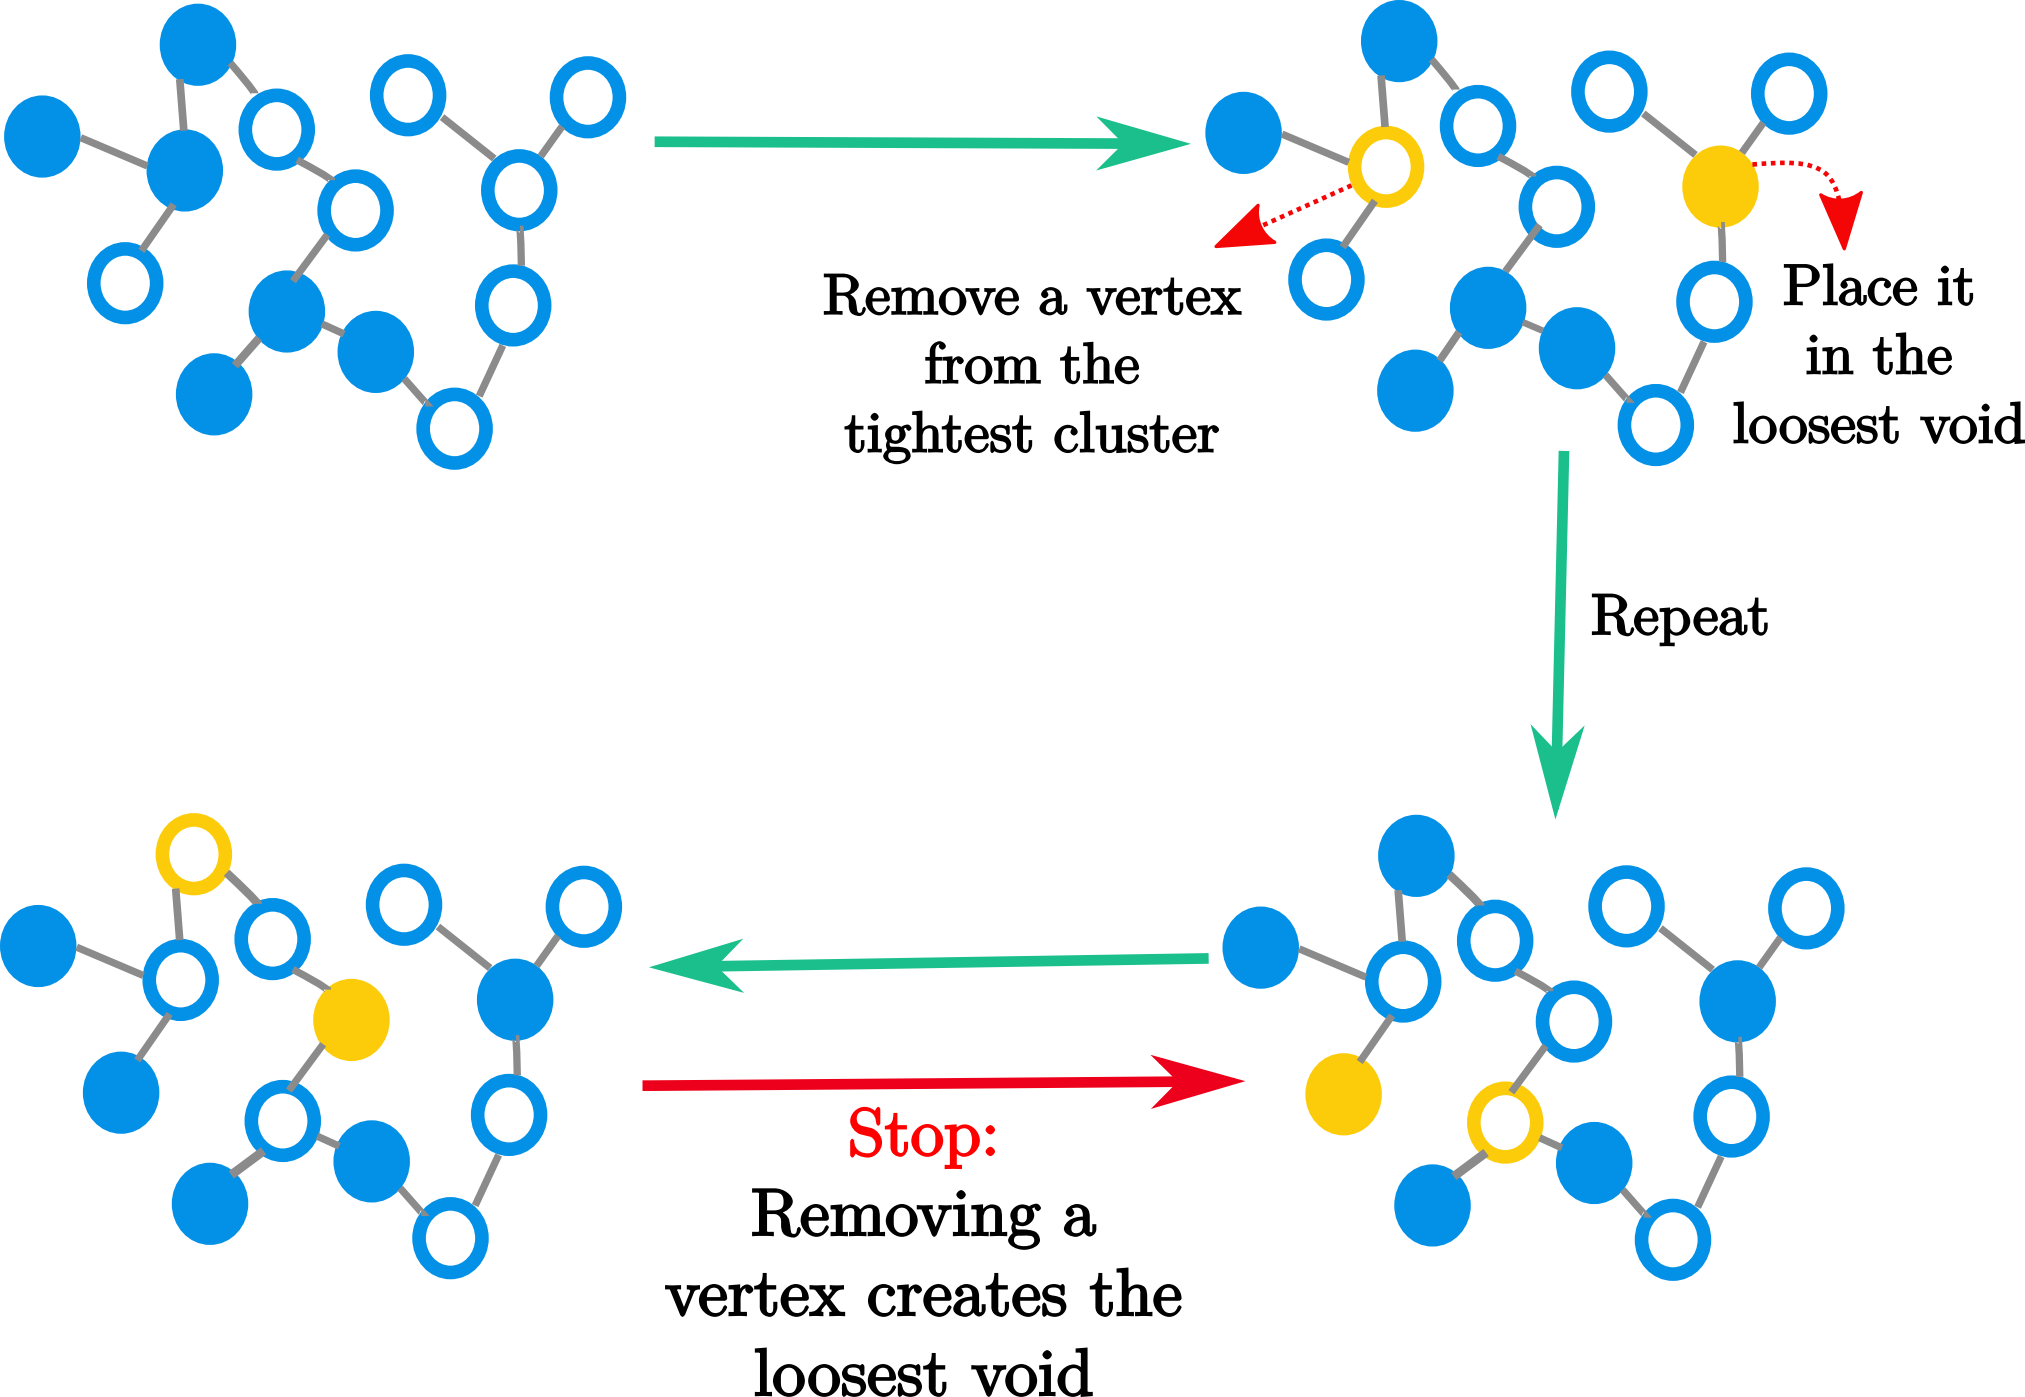 Remove a vertex
from the
tightest cluster
Place it
in the
loosest void
Repeat
Stop:
Removing a
vertex creates the
loosest void